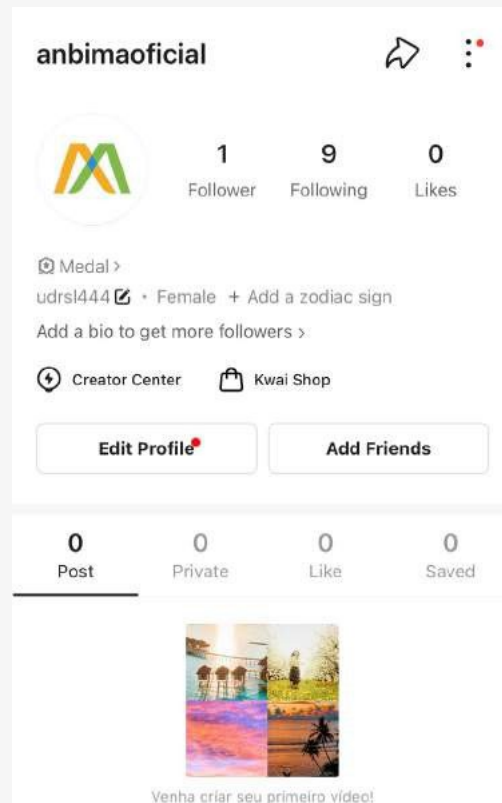 anbimaoficial
1 9 0
Follower Following Likes
Medal >
udrsl444 • Female + Add a zodiac sign
Add a bio to get more followers >
Creator Center Kwai Shop
Edit Profile Add Friends
0 0 0 0
Post Private Like Saved
Venha criar seu primeiro vídeo!